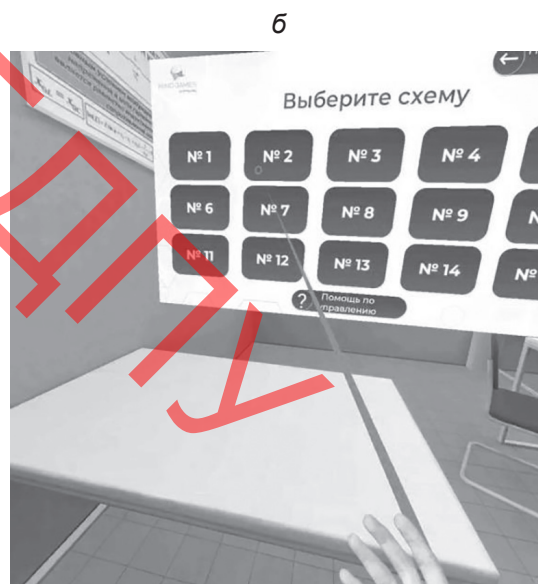 б
Выберите схему
№ 1 № 2 № 3 № 4
№ 6 № 7 № 8 № 9
№ 11 № 12 № 13 № 14
? Помощь по
управлению
ДПУ